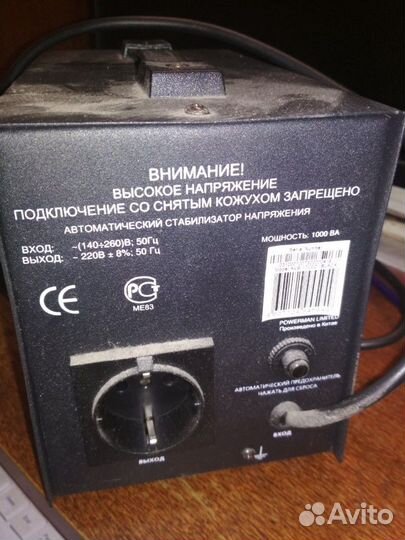 ВНИМАНИЕ!
ВЫСОКОЕ НАПРЯЖЕНИЕ
ПОДКЛЮЧЕНИЕ СО СНЯТЫМ КОЖУХОМ ЗАПРЕЩЕНО
АВТОМАТИЧЕСКИЙ СТАБИЛИЗАТОР НАПРЯЖЕНИЯ
ВХОД: ~(140÷260)В; 50Гц
ВЫХОД: ~ 220В ± 8%; 50 Гц
МОЩНОСТЬ: 1000 ВА
CE
РСТ
МЕ83
POWERMAN LIMITED
Произведено в Китае
АВТОМАТИЧЕСКИЙ ПРЕДОХРАНИТЕЛЬ
НАЖАТЬ ДЛЯ СБРОСА
ВХОД
ВЫХОД
Avito